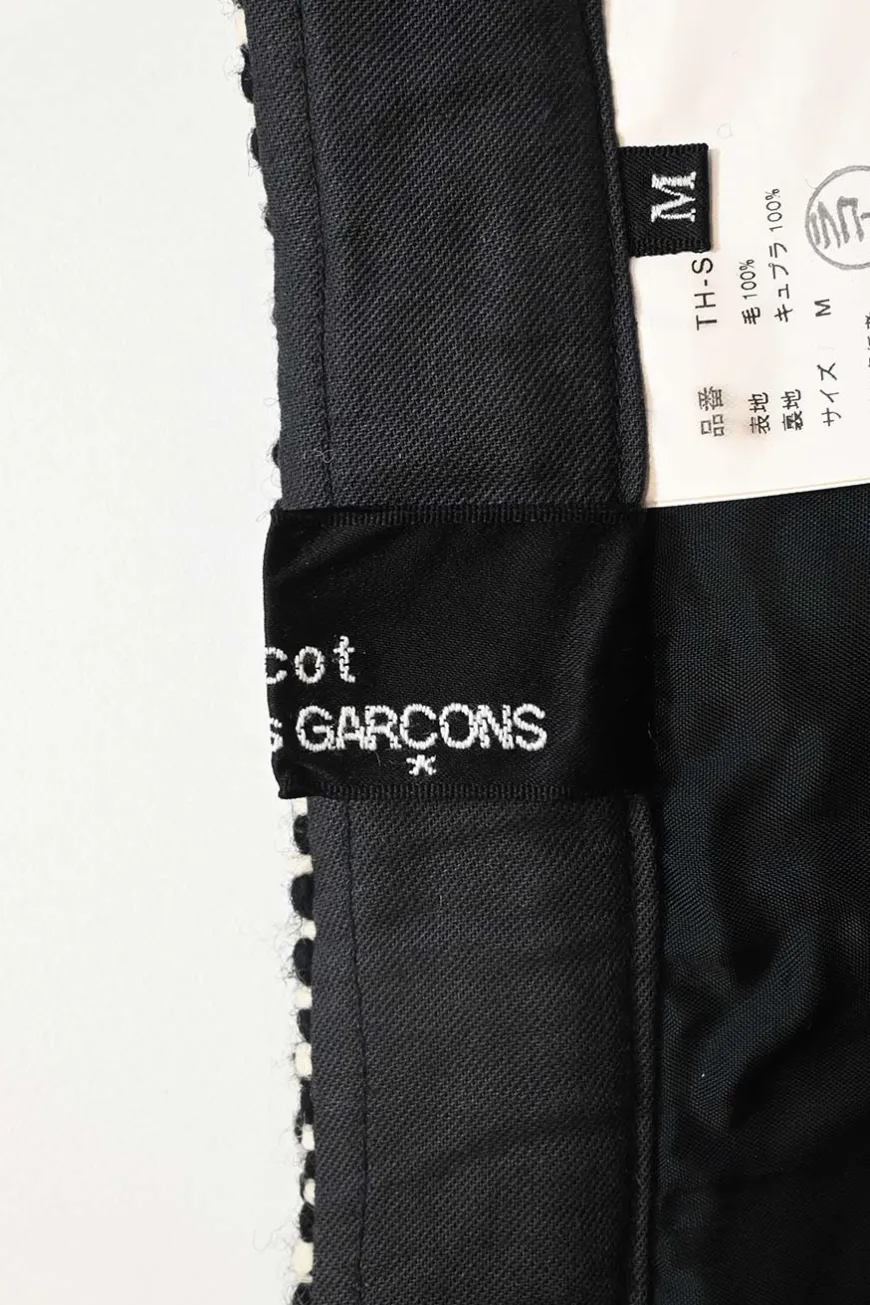 M
品番 TH-S
表地 毛100%
裏地 キュプラ100%
サイズ M
cot
s GARCONS
*